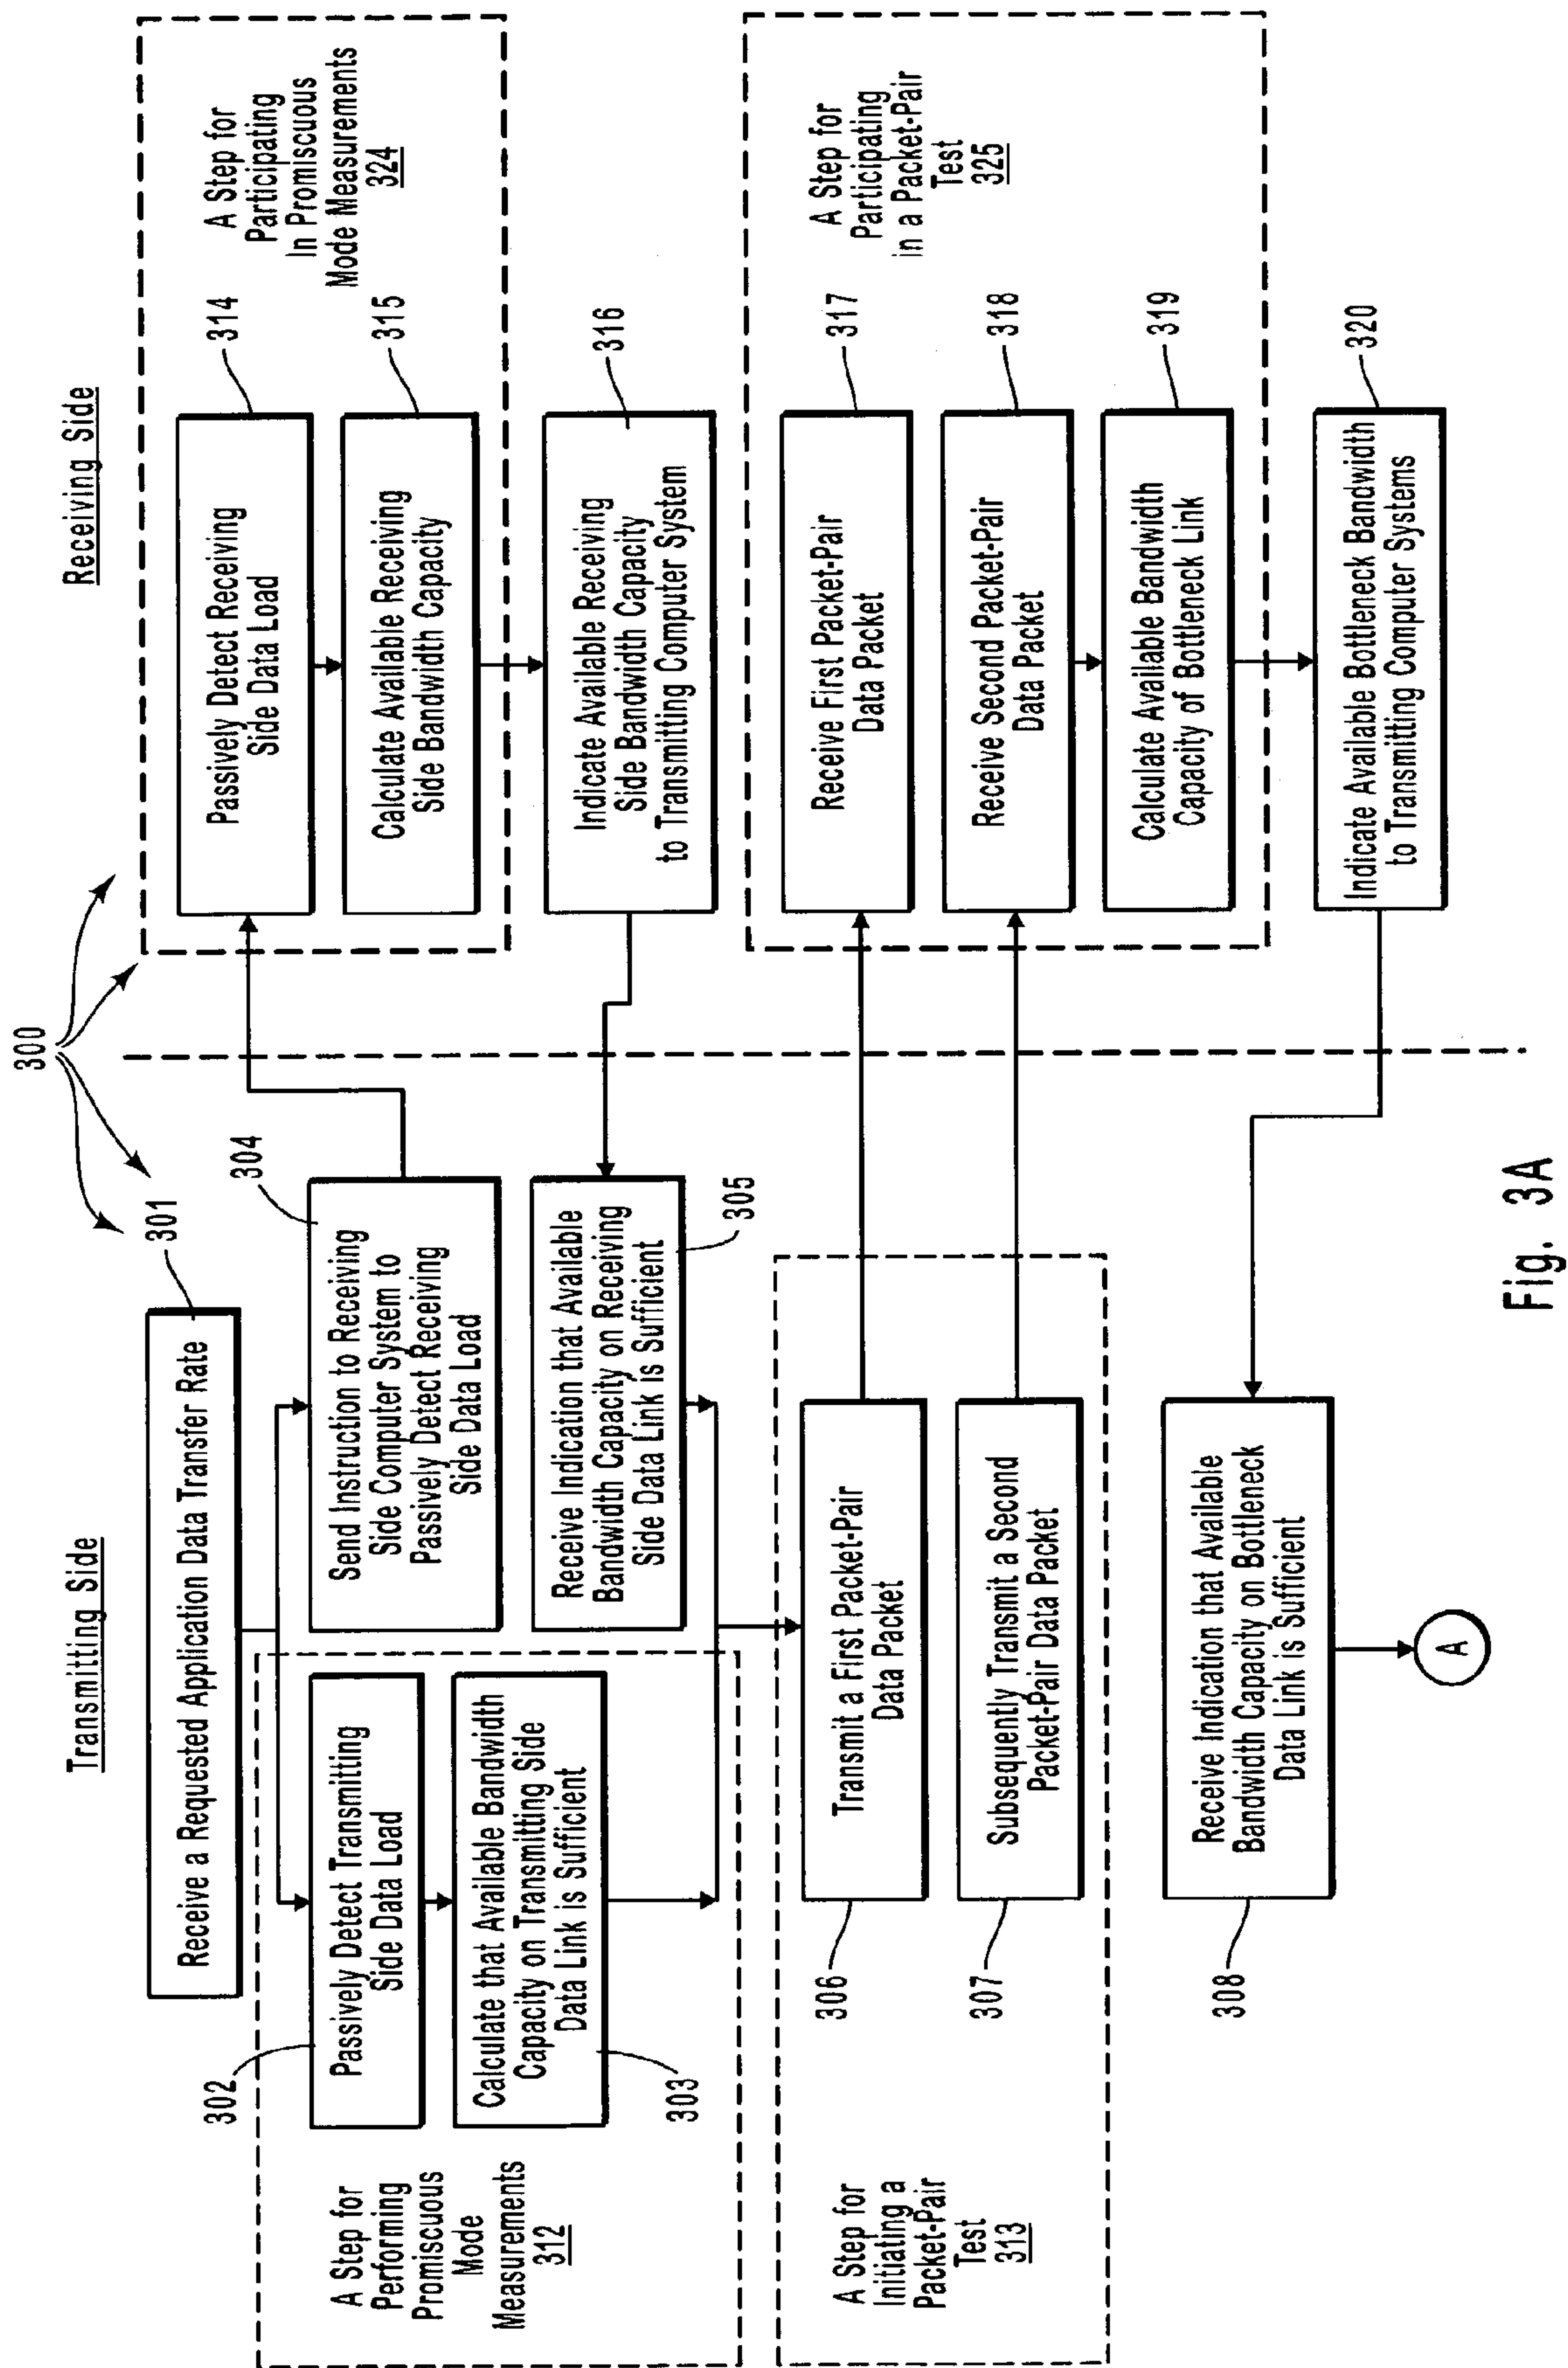 300
Transmitting Side
Receiving Side
301
Receive a Requested Application Data Transfer Rate
302
Passively Detect Transmitting
Side Data Load
Calculate that Available Bandwidth
Capacity on Transmitting Side
Data Link is Sufficient
303
A Step for
Performing
Promiscuous
Mode
Measurements
312
304
Send Instruction to Receiving
Side Computer System to
Passively Detect Receiving
Side Data Load
Receive Indication that Available
Bandwidth Capacity on Receiving
Side Data Link is Sufficient
305
Passively Detect Receiving
Side Data Load
314
Calculate Available Receiving
Side Bandwidth Capacity
315
A Step for
Participating
In Promiscuous
Mode Measurements
324
Indicate Available Receiving
Side Bandwidth Capacity
to Transmitting Computer System
316
A Step for
Initiating a
Packet-Pair
Test
313
Transmit a First Packet-Pair
Data Packet
306
Subsequently Transmit a Second
Packet-Pair Data Packet
307
Receive First Packet-Pair
Data Packet
317
Receive Second Packet-Pair
Data Packet
318
Calculate Available Bandwidth
Capacity of Bottleneck Link
319
A Step for
Participating
in a Packet-Pair
Test
325
Indicate Available Bottleneck Bandwidth
to Transmitting Computer Systems
320
Receive Indication that Available
Bandwidth Capacity on Bottleneck
Data Link is Sufficient
308
A
Fig. 3A